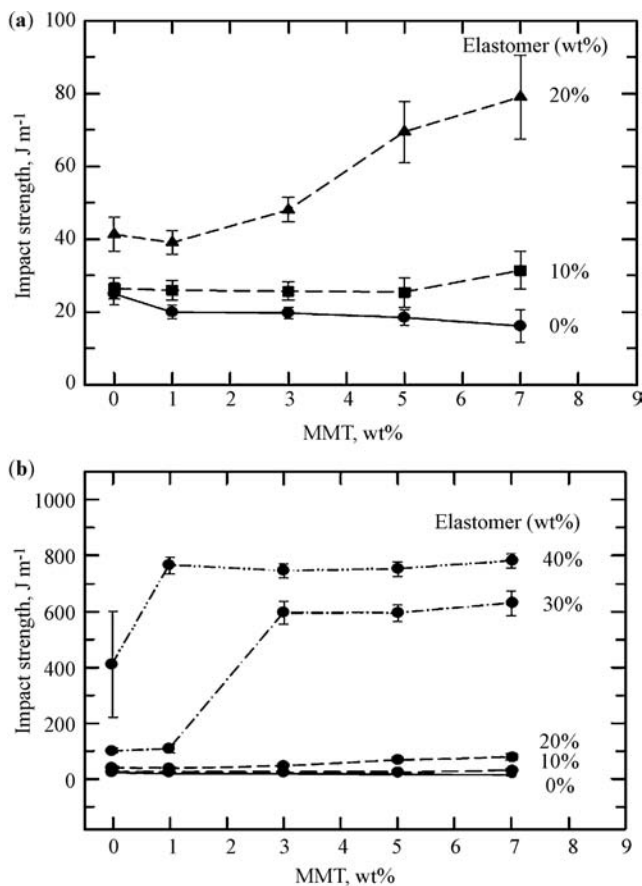 (a)
100
80
60
40
20
0
Impact strength, J m⁻¹
Elastomer (wt%)
20%
10%
0%
0 1 2 3 4 5 6 7 8 9
MMT, wt%
(b)
1000
800
600
400
200
0
Impact strength, J m⁻¹
Elastomer (wt%)
40%
30%
20%
10%
0%
0 1 2 3 4 5 6 7 8 9
MMT, wt%